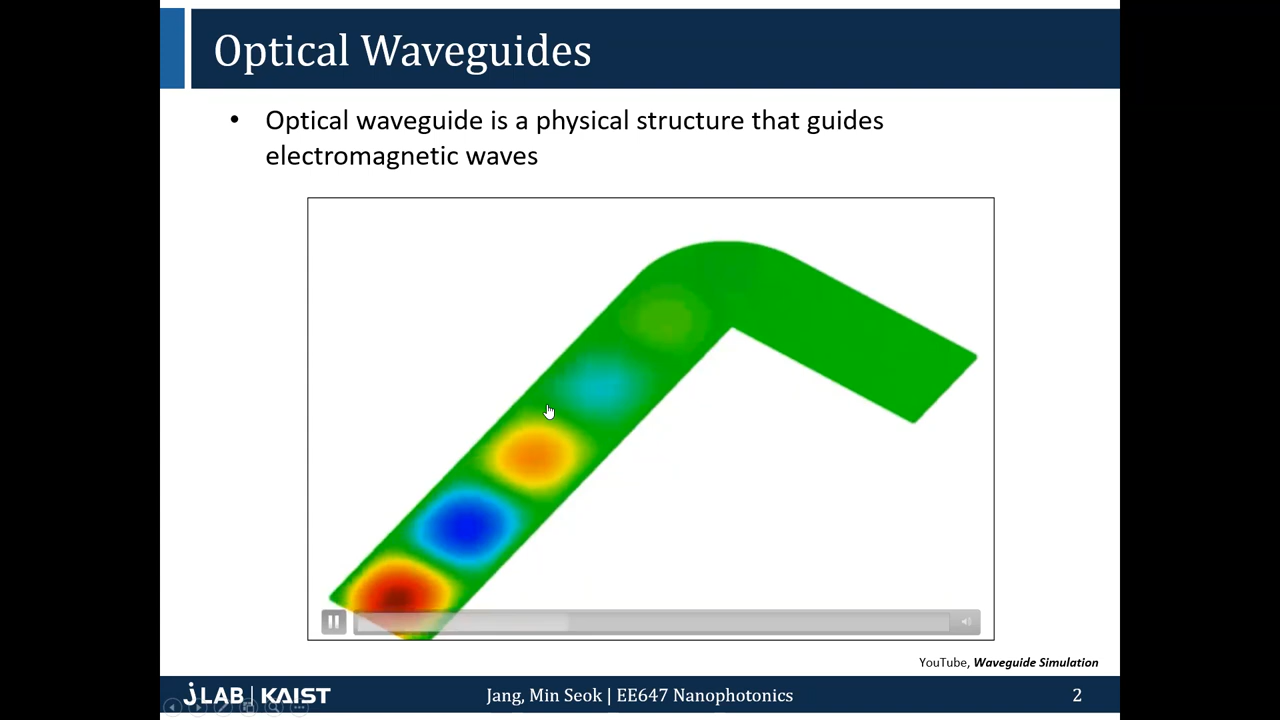 Optical Waveguides
• Optical waveguide is a physical structure that guides
electromagnetic waves
YouTube, Waveguide Simulation
JLAB | KAIST
Jang, Min Seok | EE647 Nanophotonics
2